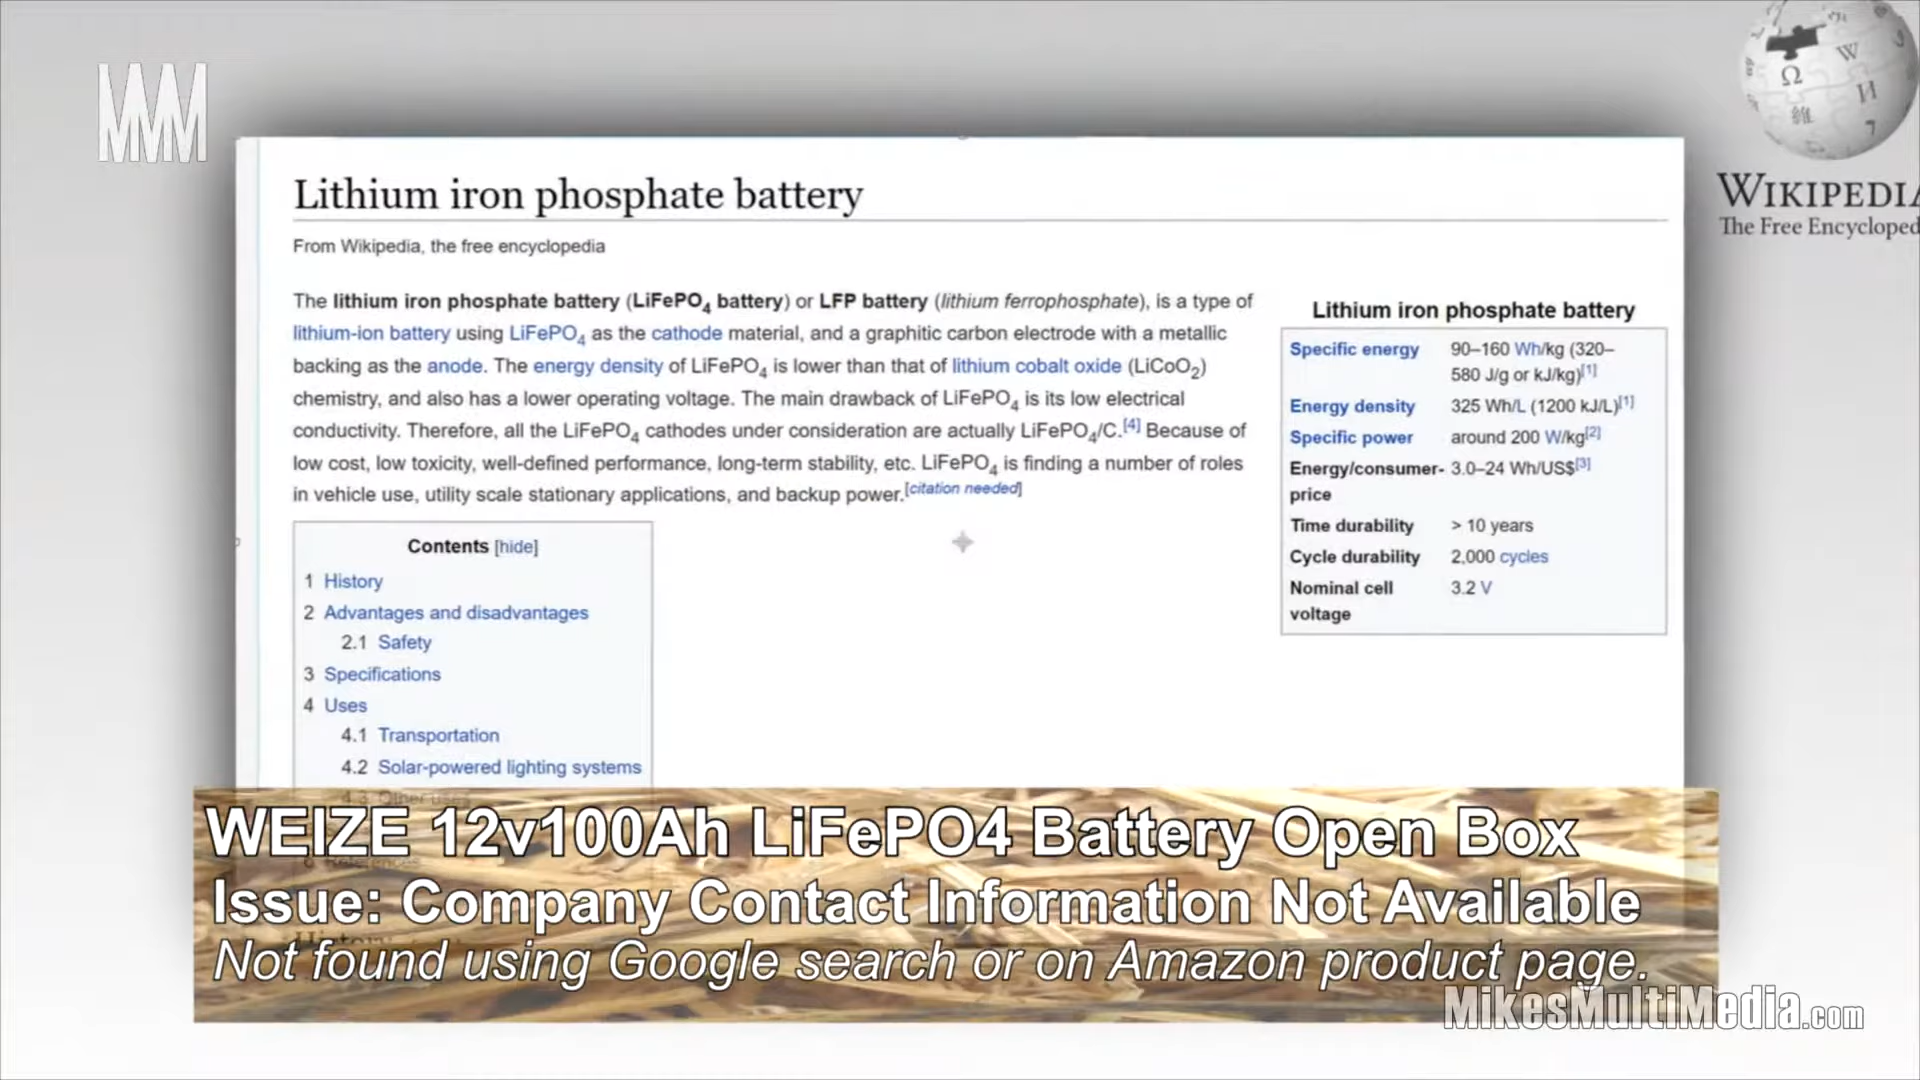 MMM
WIKIPEDIA
The Free Encycloped
Lithium iron phosphate battery
From Wikipedia, the free encyclopedia
The lithium iron phosphate battery (LiFePO4 battery) or LFP battery (lithium ferrophosphate), is a type of
lithium-ion battery using LiFePO4 as the cathode material, and a graphitic carbon electrode with a metallic
backing as the anode. The energy density of LiFePO4 is lower than that of lithium cobalt oxide (LiCoO2)
chemistry, and also has a lower operating voltage. The main drawback of LiFePO4 is its low electrical
conductivity. Therefore, all the LiFePO4 cathodes under consideration are actually LiFePO4/C.[4] Because of
low cost, low toxicity, well-defined performance, long-term stability, etc. LiFePO4 is finding a number of roles
in vehicle use, utility scale stationary applications, and backup power.[citation needed]
Lithium iron phosphate battery
Specific energy 90–160 Wh/kg (320–
580 J/g or kJ/kg)[1]
Energy density 325 Wh/L (1200 kJ/L)[1]
Specific power around 200 W/kg[2]
Energy/consumer- 3.0–24 Wh/US$[3]
price
Time durability > 10 years
Cycle durability 2,000 cycles
Nominal cell 3.2 V
voltage
Contents [hide]
1 History
2 Advantages and disadvantages
2.1 Safety
3 Specifications
4 Uses
4.1 Transportation
4.2 Solar-powered lighting systems
4.3 Other uses
6 References
History
WEIZE 12v100Ah LiFePO4 Battery Open Box
Issue: Company Contact Information Not Available
Not found using Google search or on Amazon product page.
MikesMultiMedia.com